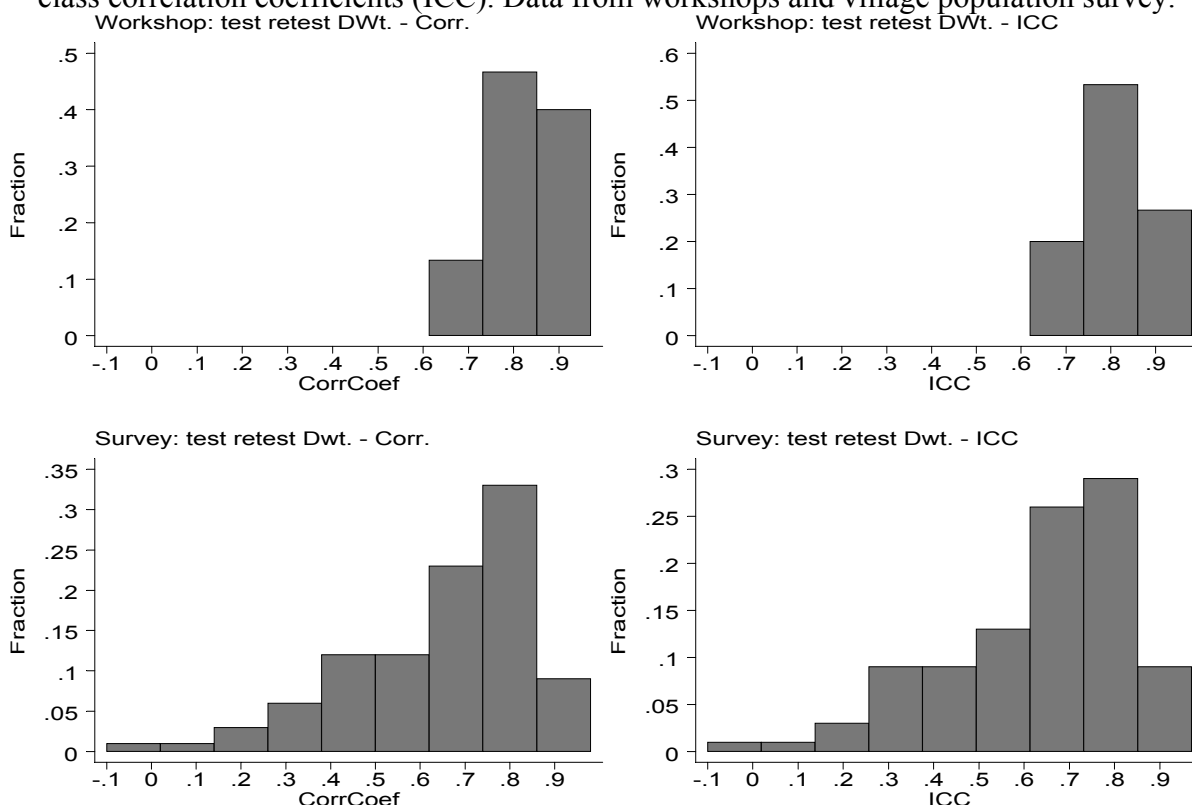 class correlation coefficients (ICC). Data from workshops and village population survey.
Workshop: test retest DWt. - Corr.
.5
.4
.3
.2
.1
0
Fraction
-.1 0 .1 .2 .3 .4 .5 .6 .7 .8 .9
CorrCoef
Workshop: test retest DWt. - ICC
.6
.5
.4
.3
.2
.1
0
Fraction
-.1 0 .1 .2 .3 .4 .5 .6 .7 .8 .9
ICC
Survey: test retest Dwt. - Corr.
.35
.3
.25
.2
.15
.1
.05
0
Fraction
-.1 0 .1 .2 .3 .4 .5 .6 .7 .8 .9
CorrCoef
Survey: test retest Dwt. - ICC
.3
.25
.2
.15
.1
.05
0
Fraction
-.1 0 .1 .2 .3 .4 .5 .6 .7 .8 .9
ICC